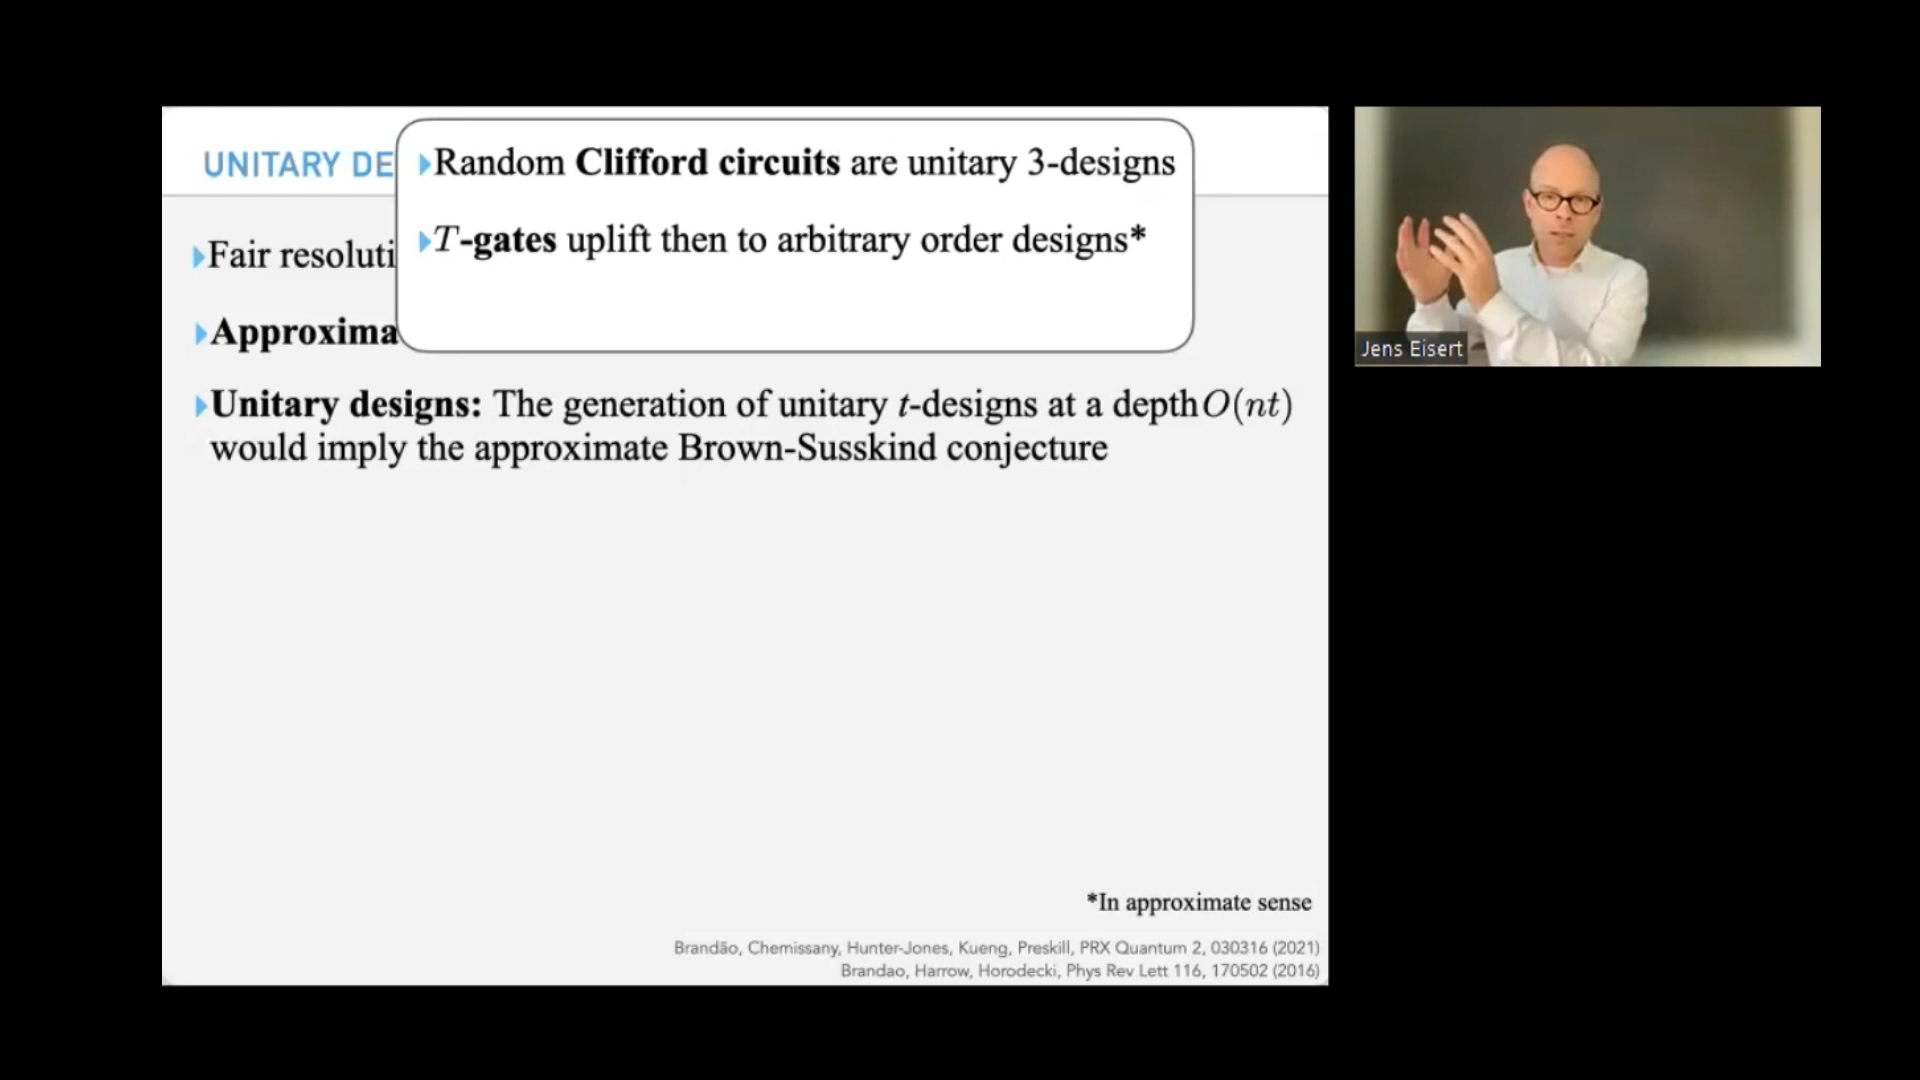 UNITARY DE
Random Clifford circuits are unitary 3-designs
T-gates uplift then to arbitrary order designs*
Fair resoluti
Approxima
Unitary designs: The generation of unitary t-designs at a depth O(nt)
would imply the approximate Brown-Susskind conjecture
*In approximate sense
Brandão, Chemissany, Hunter-Jones, Kueng, Preskill, PRX Quantum 2, 030316 (2021)
Brandao, Harrow, Horodecki, Phys Rev Lett 116, 170502 (2016)
Jens Eisert